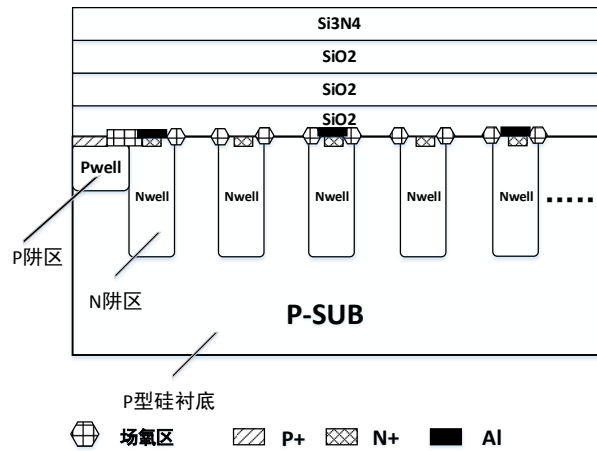 Si3N4
SiO2
SiO2
SiO2
Pwell
Nwell Nwell Nwell Nwell Nwell
P阱区
N阱区
P-SUB
P型硅衬底
场氧区 P+ N+ Al